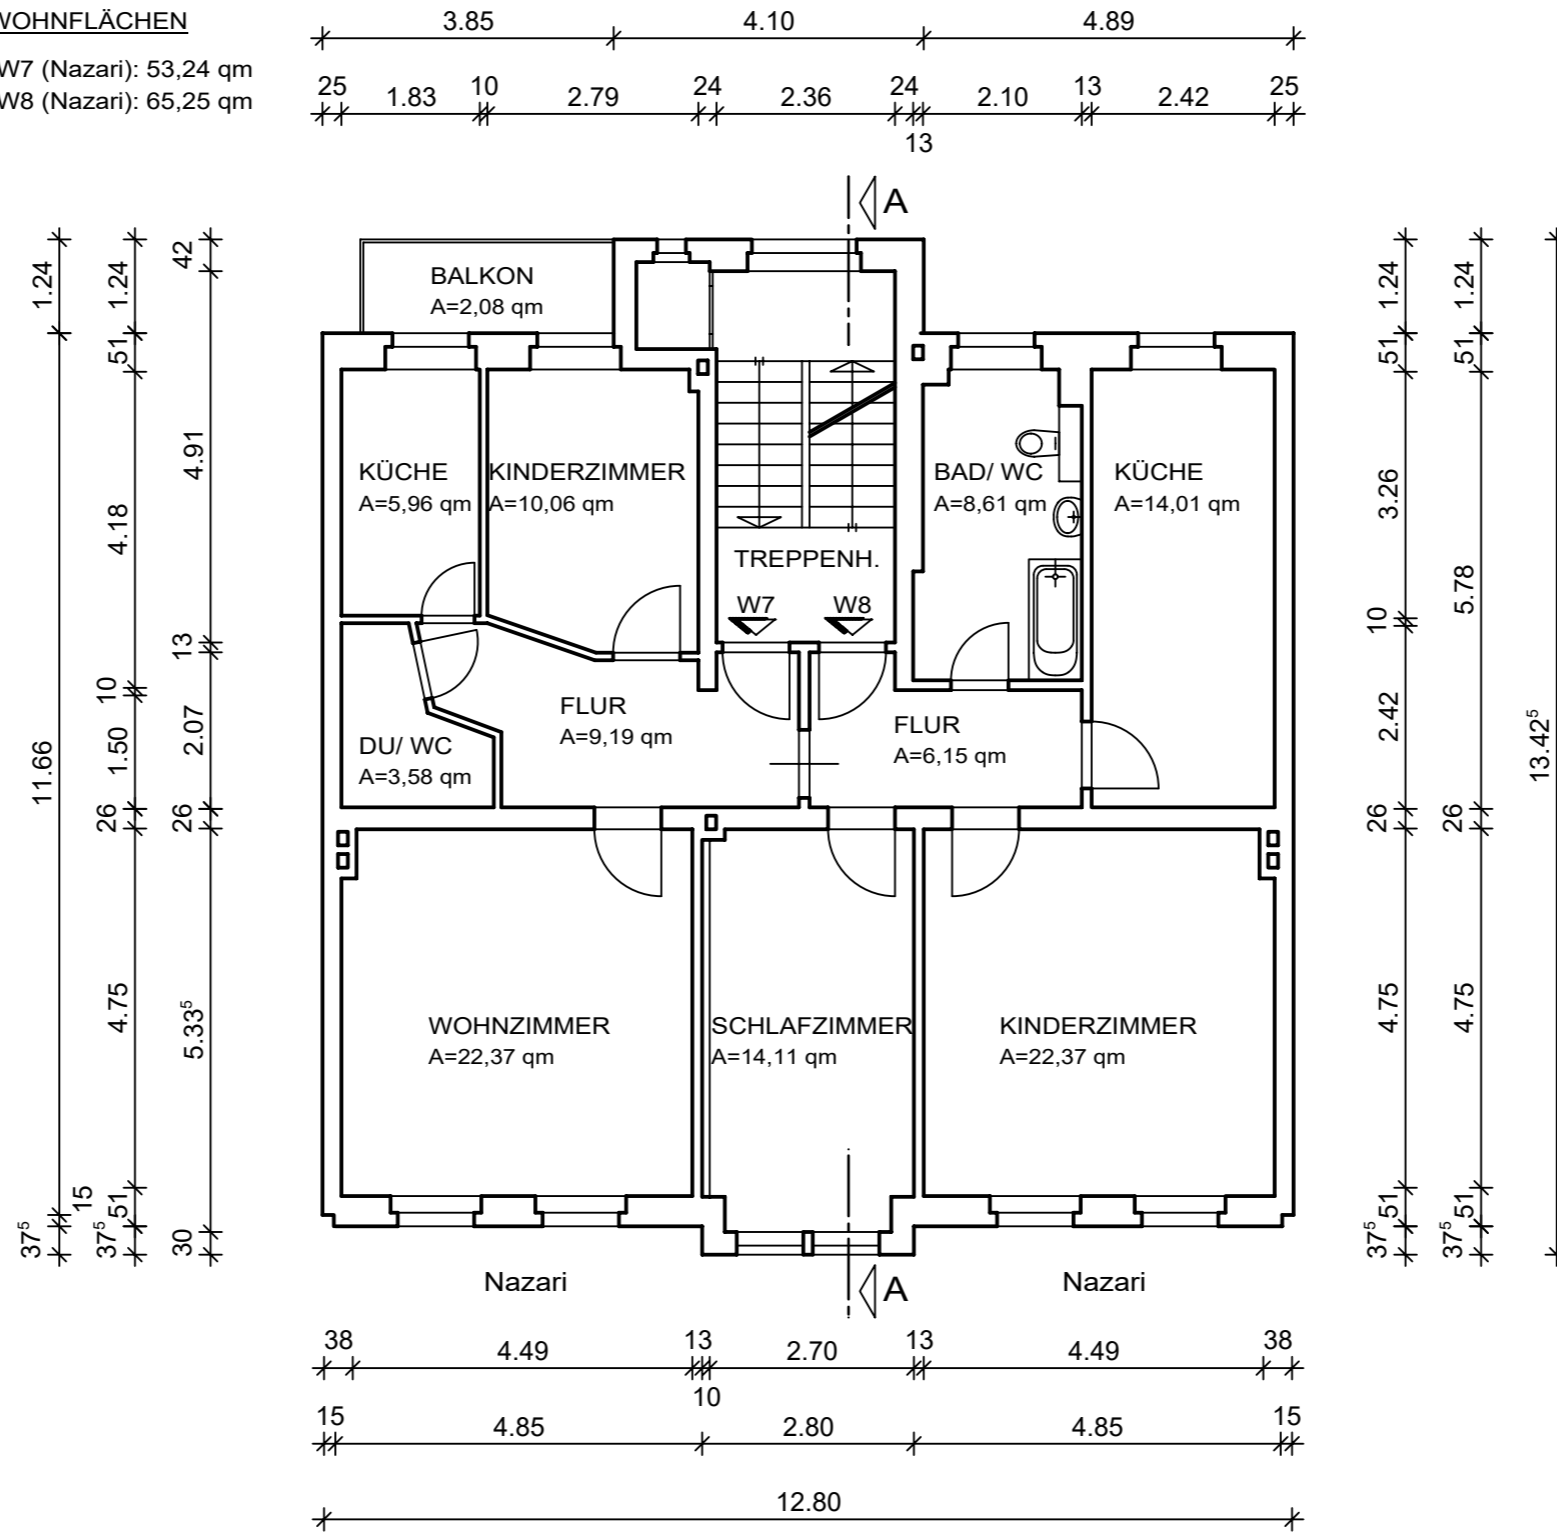 WOHNFLÄCHEN
W7 (Nazari): 53,24 qm
W8 (Nazari): 65,25 qm
3.85 4.10 4.89
25 1.83 10 2.79 24 2.36 24 2.10 13 2.42 25
13
A
1.24 1.24 42
51
4.91
4.18
13
10
2.07
1.50
11.66
26 26
4.75
5.33⁵
15
51
37⁵ 37⁵ 30
BALKON
A=2,08 qm
KÜCHE
A=5,96 qm
KINDERZIMMER
A=10,06 qm
BAD/ WC
A=8,61 qm
KÜCHE
A=14,01 qm
TREPPENH.
W7 W8
FLUR
A=9,19 qm
FLUR
A=6,15 qm
DU/ WC
A=3,58 qm
WOHNZIMMER
A=22,37 qm
SCHLAFZIMMER
A=14,11 qm
KINDERZIMMER
A=22,37 qm
1.24 1.24
51 51
3.26
5.78
10
2.42
13.42⁵
26 26
4.75 4.75
51 51
37⁵ 37⁵
Nazari Nazari
A
38 4.49 13 2.70 13 4.49 38
10
15 4.85 2.80 4.85 15
12.80